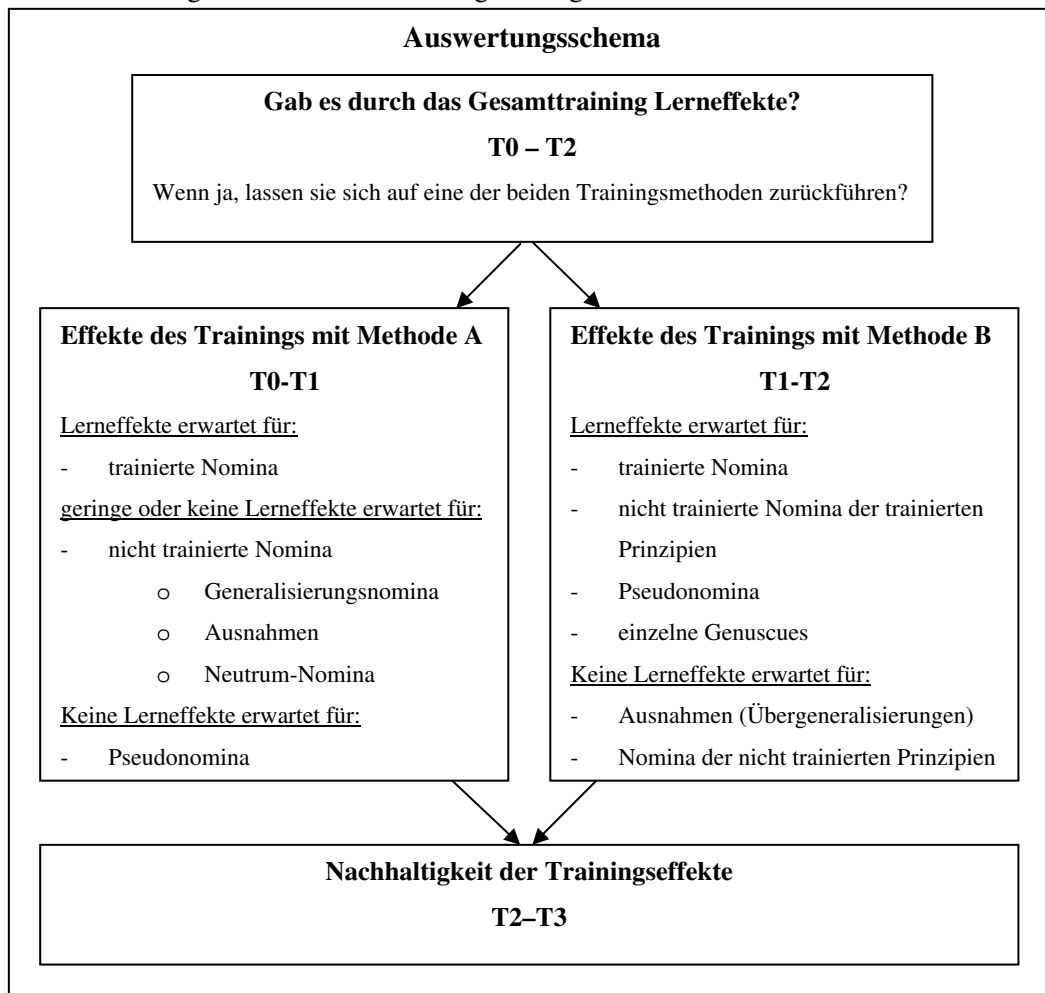 Auswertungsschema
Gab es durch das Gesamttraining Lerneffekte?
T0 – T2
Wenn ja, lassen sie sich auf eine der beiden Trainingsmethoden zurückführen?
Effekte des Trainings mit Methode A
T0-T1
Lerneffekte erwartet für:
- trainierte Nomina
geringe oder keine Lerneffekte erwartet für:
- nicht trainierte Nomina
o Generalisierungsnomina
o Ausnahmen
o Neutrum-Nomina
Keine Lerneffekte erwartet für:
- Pseudonomina
Effekte des Trainings mit Methode B
T1-T2
Lerneffekte erwartet für:
- trainierte Nomina
- nicht trainierte Nomina der trainierten
Prinzipien
- Pseudonomina
- einzelne Genuscues
Keine Lerneffekte erwartet für:
- Ausnahmen (Übergeneralisierungen)
- Nomina der nicht trainierten Prinzipien
Nachhaltigkeit der Trainingseffekte
T2–T3